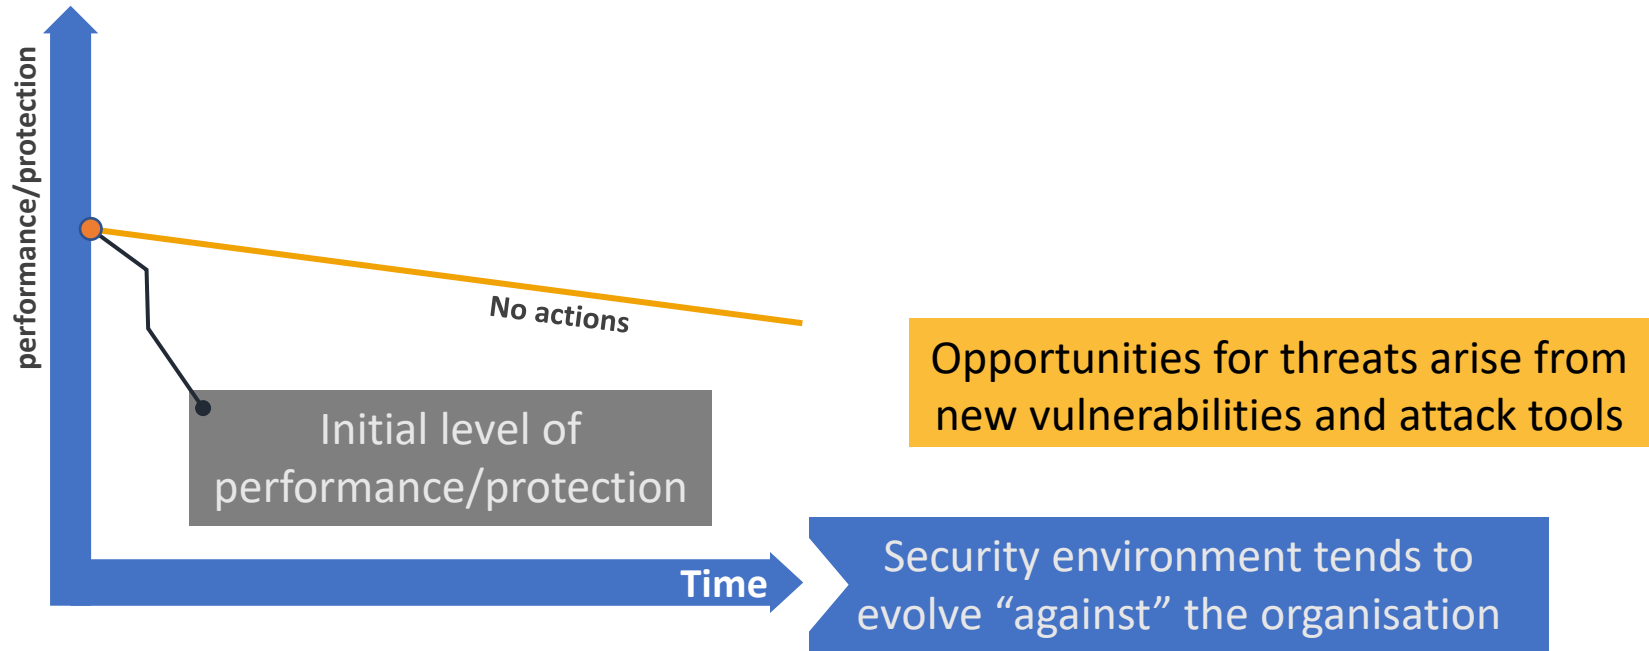 performance/protection
No actions
Initial level of
performance/protection
Opportunities for threats arise from
new vulnerabilities and attack tools
Time
Security environment tends to
evolve “against” the organisation